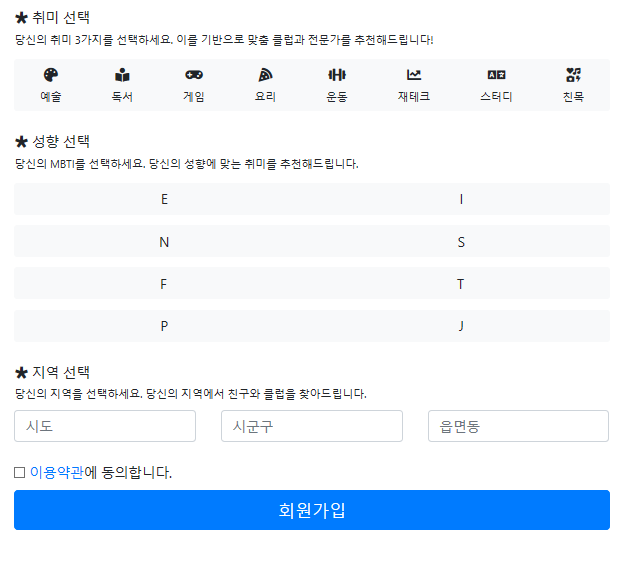 * 취미 선택
당신의 취미 3가지를 선택하세요. 이를 기반으로 맞춤 클럽과 전문가를 추천해드립니다!
예술 독서 게임 요리 운동 재테크 스터디 친목
* 성향 선택
당신의 MBTI를 선택하세요. 당신의 성향에 맞는 취미를 추천해드립니다.
E I
N S
F T
P J
* 지역 선택
당신의 지역을 선택하세요. 당신의 지역에서 친구와 클럽을 찾아드립니다.
시도 시군구 읍면동
이용약관에 동의합니다.
회원가입